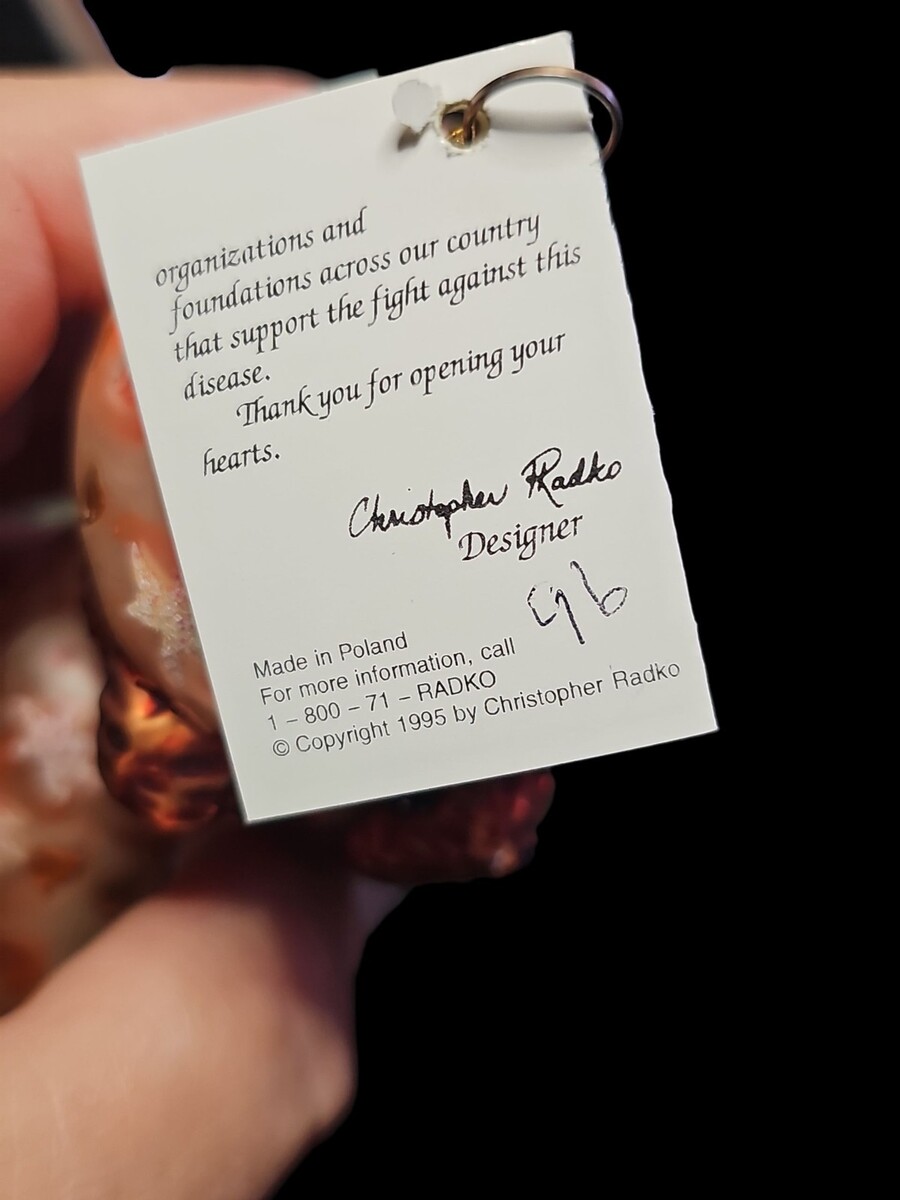 organizations and
foundations across our country
that support the fight against this
disease.
Thank you for opening your
hearts.
Christopher Radko
Designer
96
Made in Poland
For more information, call
1 – 800 – 71 – RADKO
© Copyright 1995 by Christopher Radko